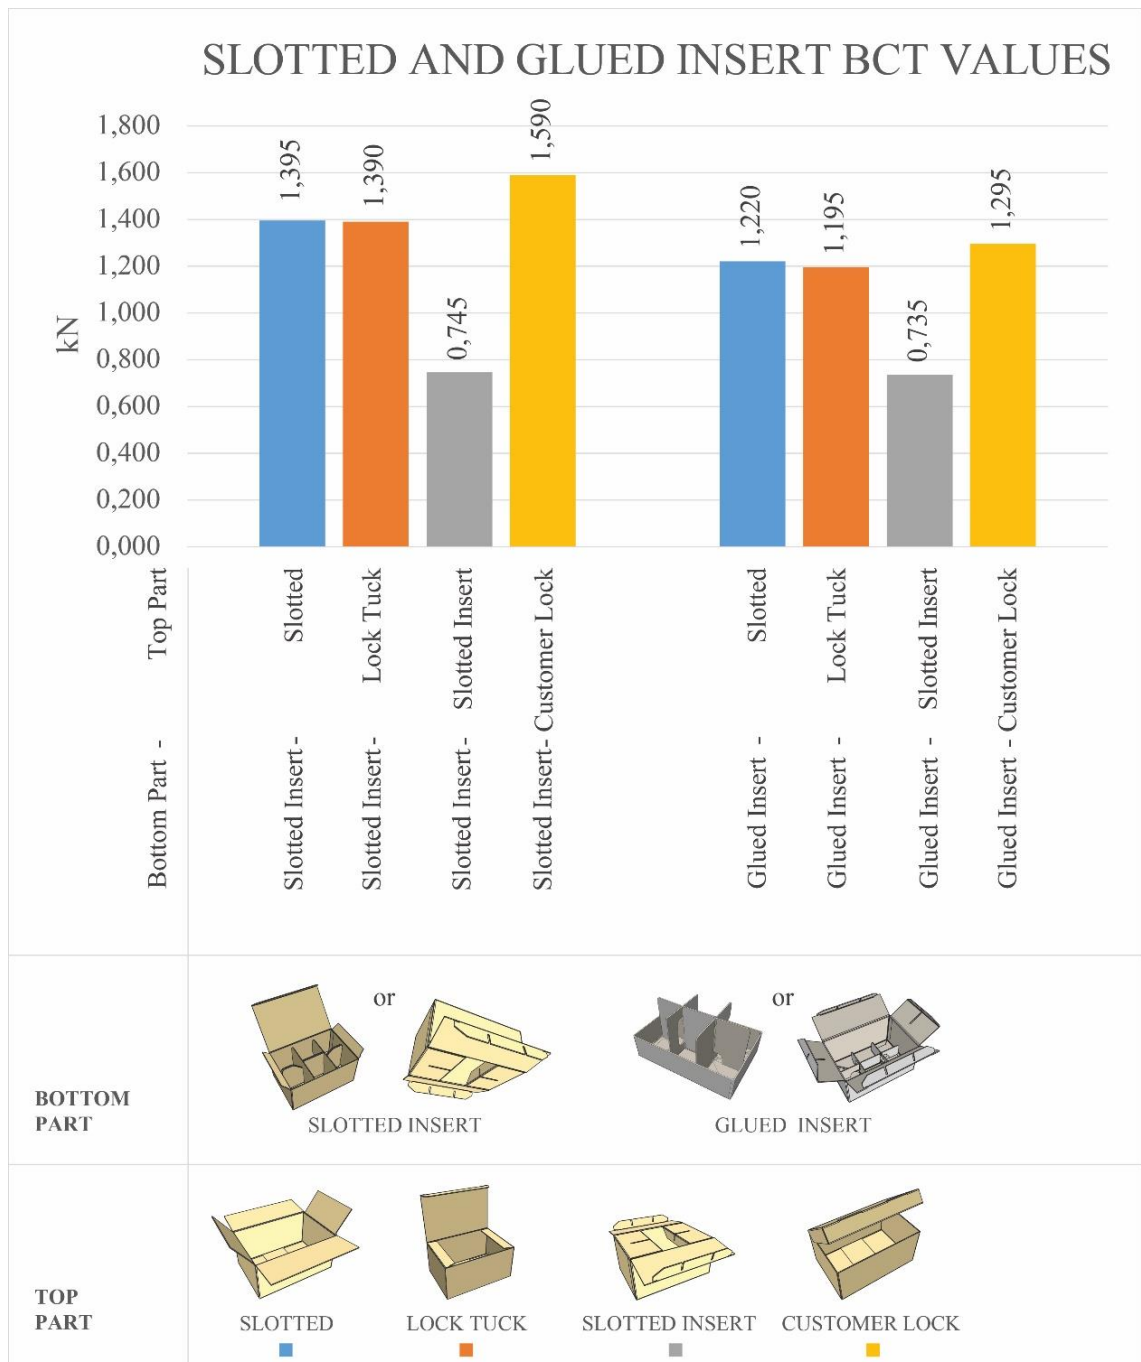 SLOTTED AND GLUED INSERT BCT VALUES
1,800
1,600
1,400
1,200
1,000
0,800
0,600
0,400
0,200
0,000
kN
1,395
1,390
0,745
1,590
1,220
1,195
0,735
1,295
Bottom Part - Top Part
Slotted Insert- Slotted
Slotted Insert- Lock Tuck
Slotted Insert- Slotted Insert
Slotted Insert- Customer Lock
Glued Insert - Slotted
Glued Insert - Lock Tuck
Glued Insert - Slotted Insert
Glued Insert - Customer Lock
or
or
BOTTOM
PART
SLOTTED INSERT
GLUED INSERT
TOP
PART
SLOTTED
LOCK TUCK
SLOTTED INSERT
CUSTOMER LOCK